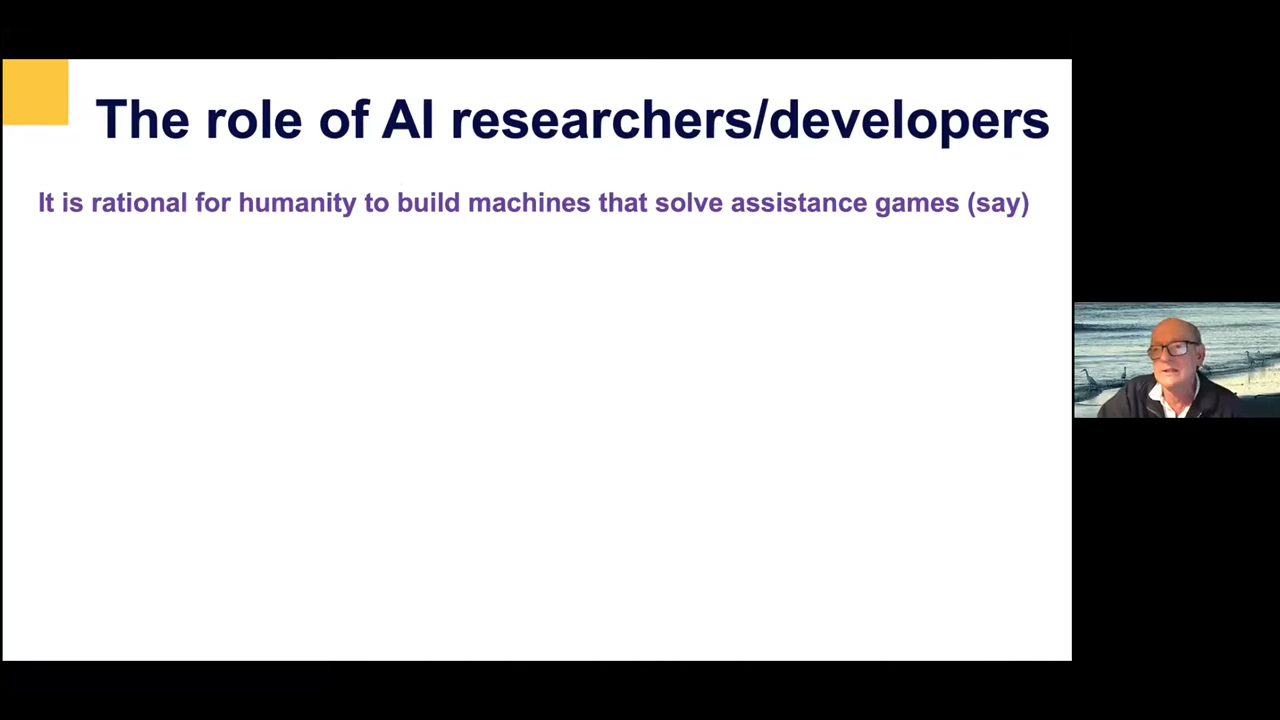 The role of AI researchers/developers
It is rational for humanity to build machines that solve assistance games (say)